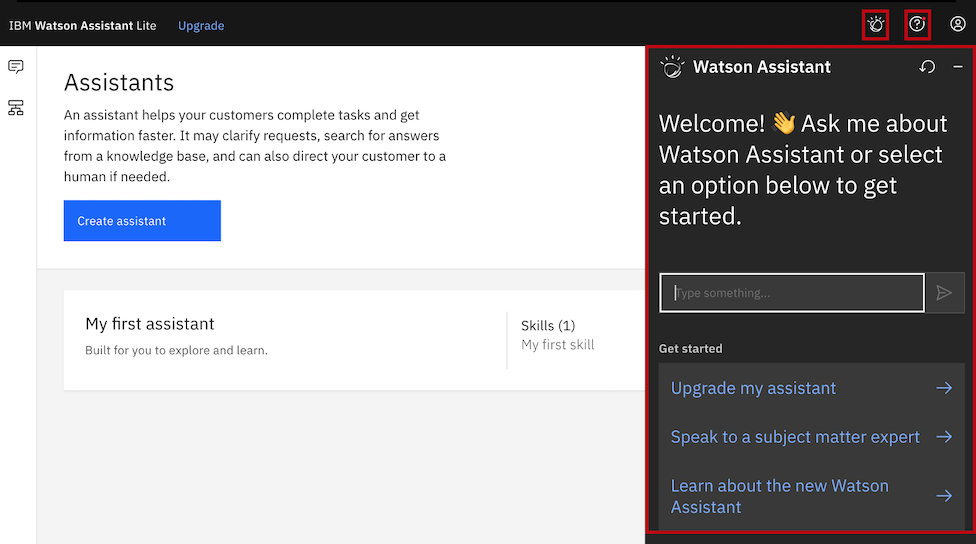 IBM Watson Assistant Lite
Upgrade
Assistants
An assistant helps your customers complete tasks and get
information faster. It may clarify requests, search for answers
from a knowledge base, and can also direct your customer to a
human if needed.
Create assistant
My first assistant
Built for you to explore and learn.
Skills (1)
My first skill
Watson Assistant
Welcome! 👋 Ask me about
Watson Assistant or select
an option below to get
started.
Type something...
Get started
Upgrade my assistant
Speak to a subject matter expert
Learn about the new Watson
Assistant